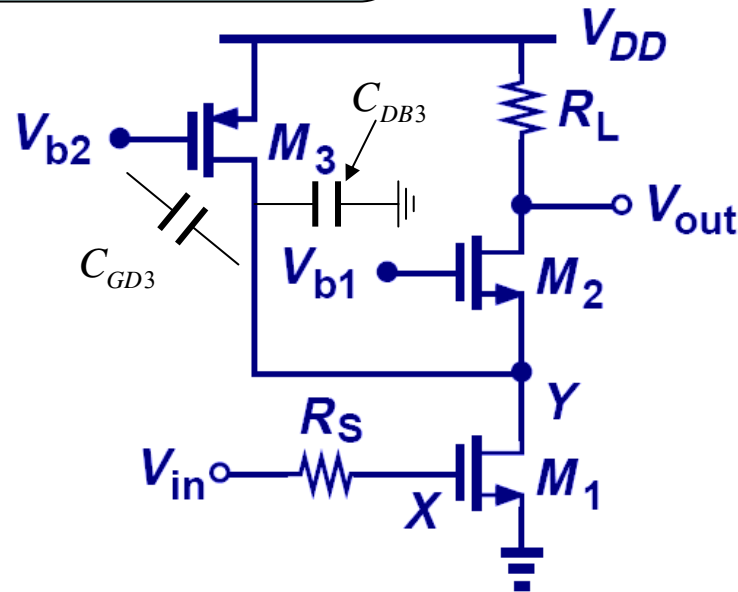 V_DD
C_DB3
R_L
V_b2
M_3
V_out
C_GD3
V_b1
M_2
Y
R_S
V_in
X
M_1